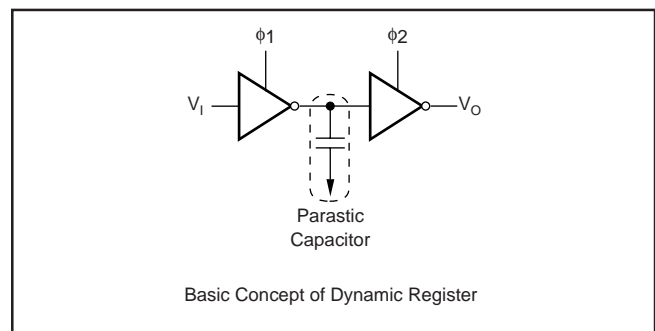 ϕ1
ϕ2
V_I
V_O
Parastic
Capacitor
Basic Concept of Dynamic Register